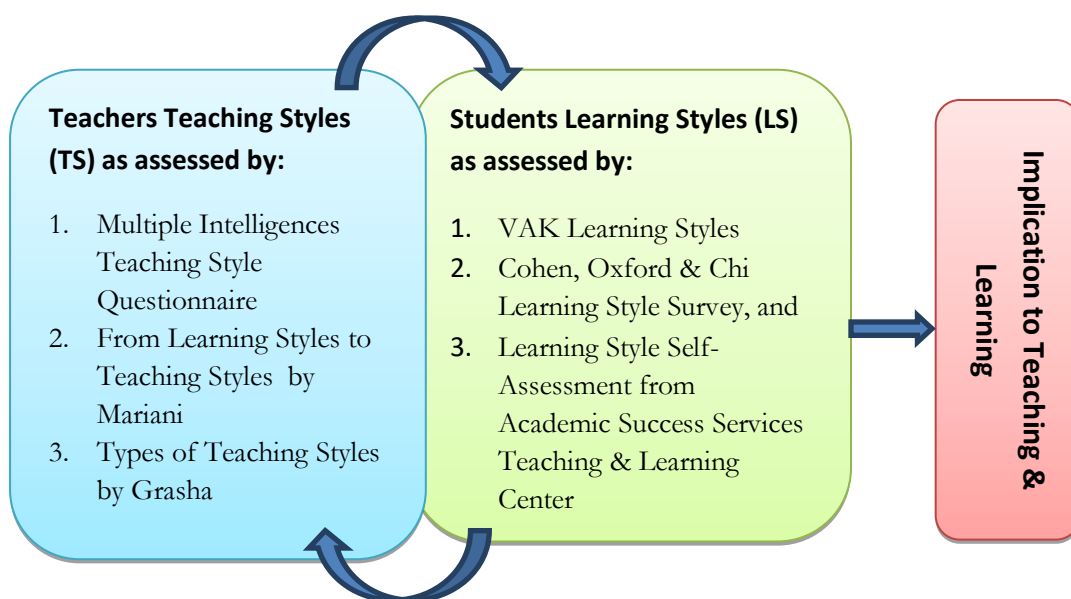 Teachers Teaching Styles
(TS) as assessed by:
1. Multiple Intelligences
Teaching Style
Questionnaire
2. From Learning Styles to
Teaching Styles by
Mariani
3. Types of Teaching Styles
by Grasha
Students Learning Styles (LS)
as assessed by:
1. VAK Learning Styles
2. Cohen, Oxford & Chi
Learning Style Survey, and
3. Learning Style Self-
Assessment from
Academic Success Services
Teaching & Learning
Center
Implication to Teaching &
Learning